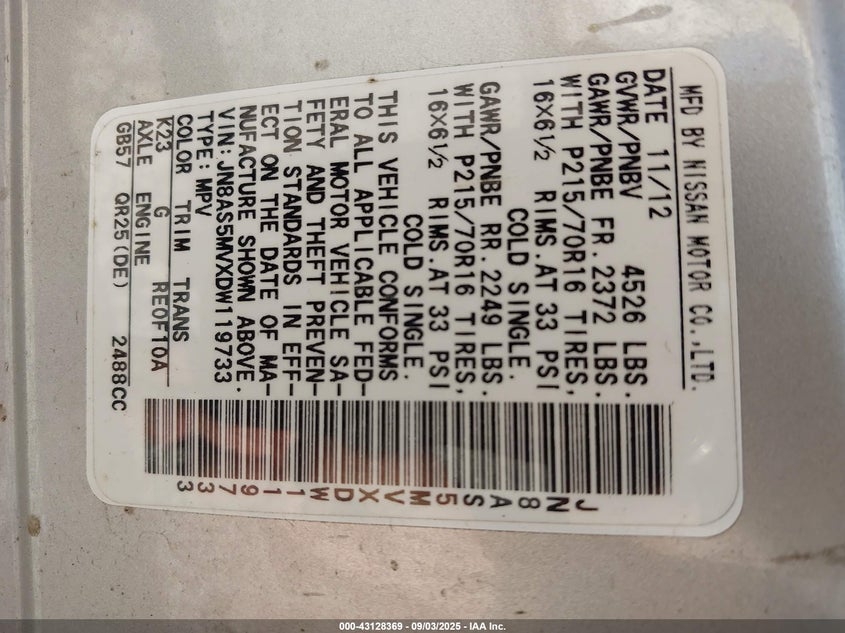 MFD BY NISSAN MOTOR CO.,LTD.
DATE 11/12
GVWR/PNBV 4526 LBS.
GAWR/PNBE FR. 2372 LBS.
WITH P215/70R16 TIRES,
16X6½ RIMS.AT 33 PSI
COLD SINGLE.
GAWR/PNBE RR. 2249 LBS.
WITH P215/70R16 TIRES,
16X6½ RIMS.AT 33 PSI
COLD SINGLE.
THIS VEHICLE CONFORMS
TO ALL APPLICABLE FED-
ERAL MOTOR VEHICLE SA-
FETY AND THEFT PREVEN-
TION STANDARDS IN EFF-
ECT ON THE DATE OF MA-
NUFACTURE SHOWN ABOVE.
VIN:JN8AS5MVXDW119733
TYPE:MPV
COLOR TRIM TRANS
K23 G RE0F10A
AXLE ENGINE
GB57 QR25(DE) 2488CC
JN8AS5MVXDW119733
000-43128369 - 09/03/2025 - IAA Inc.